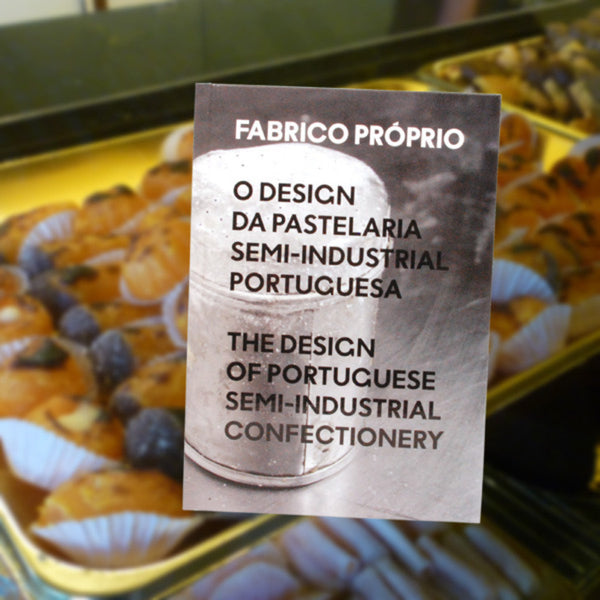 FABRICO PRÓPRIO
O DESIGN
DA PASTELARIA
SEMI-INDUSTRIAL
PORTUGUESA
THE DESIGN
OF PORTUGUESE
SEMI-INDUSTRIAL
CONFECTIONERY